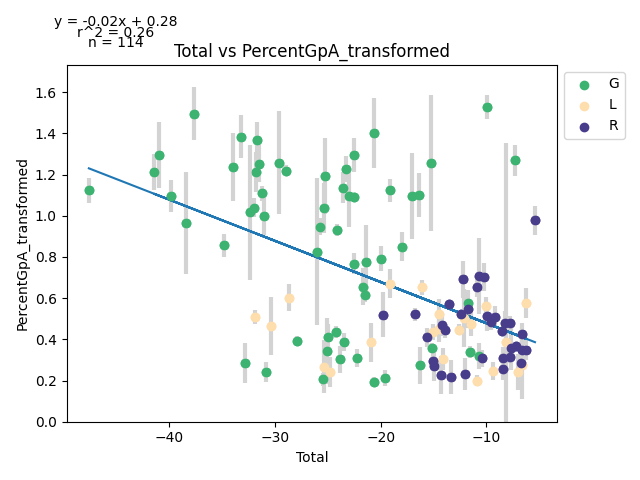 y = -0.02x + 0.28
r^2 = 0.26
n = 114
Total vs PercentGpA_transformed
G
L
R
PercentGpA_transformed
1.6
1.4
1.2
1.0
0.8
0.6
0.4
0.2
0.0
−40 −30 −20 −10
Total